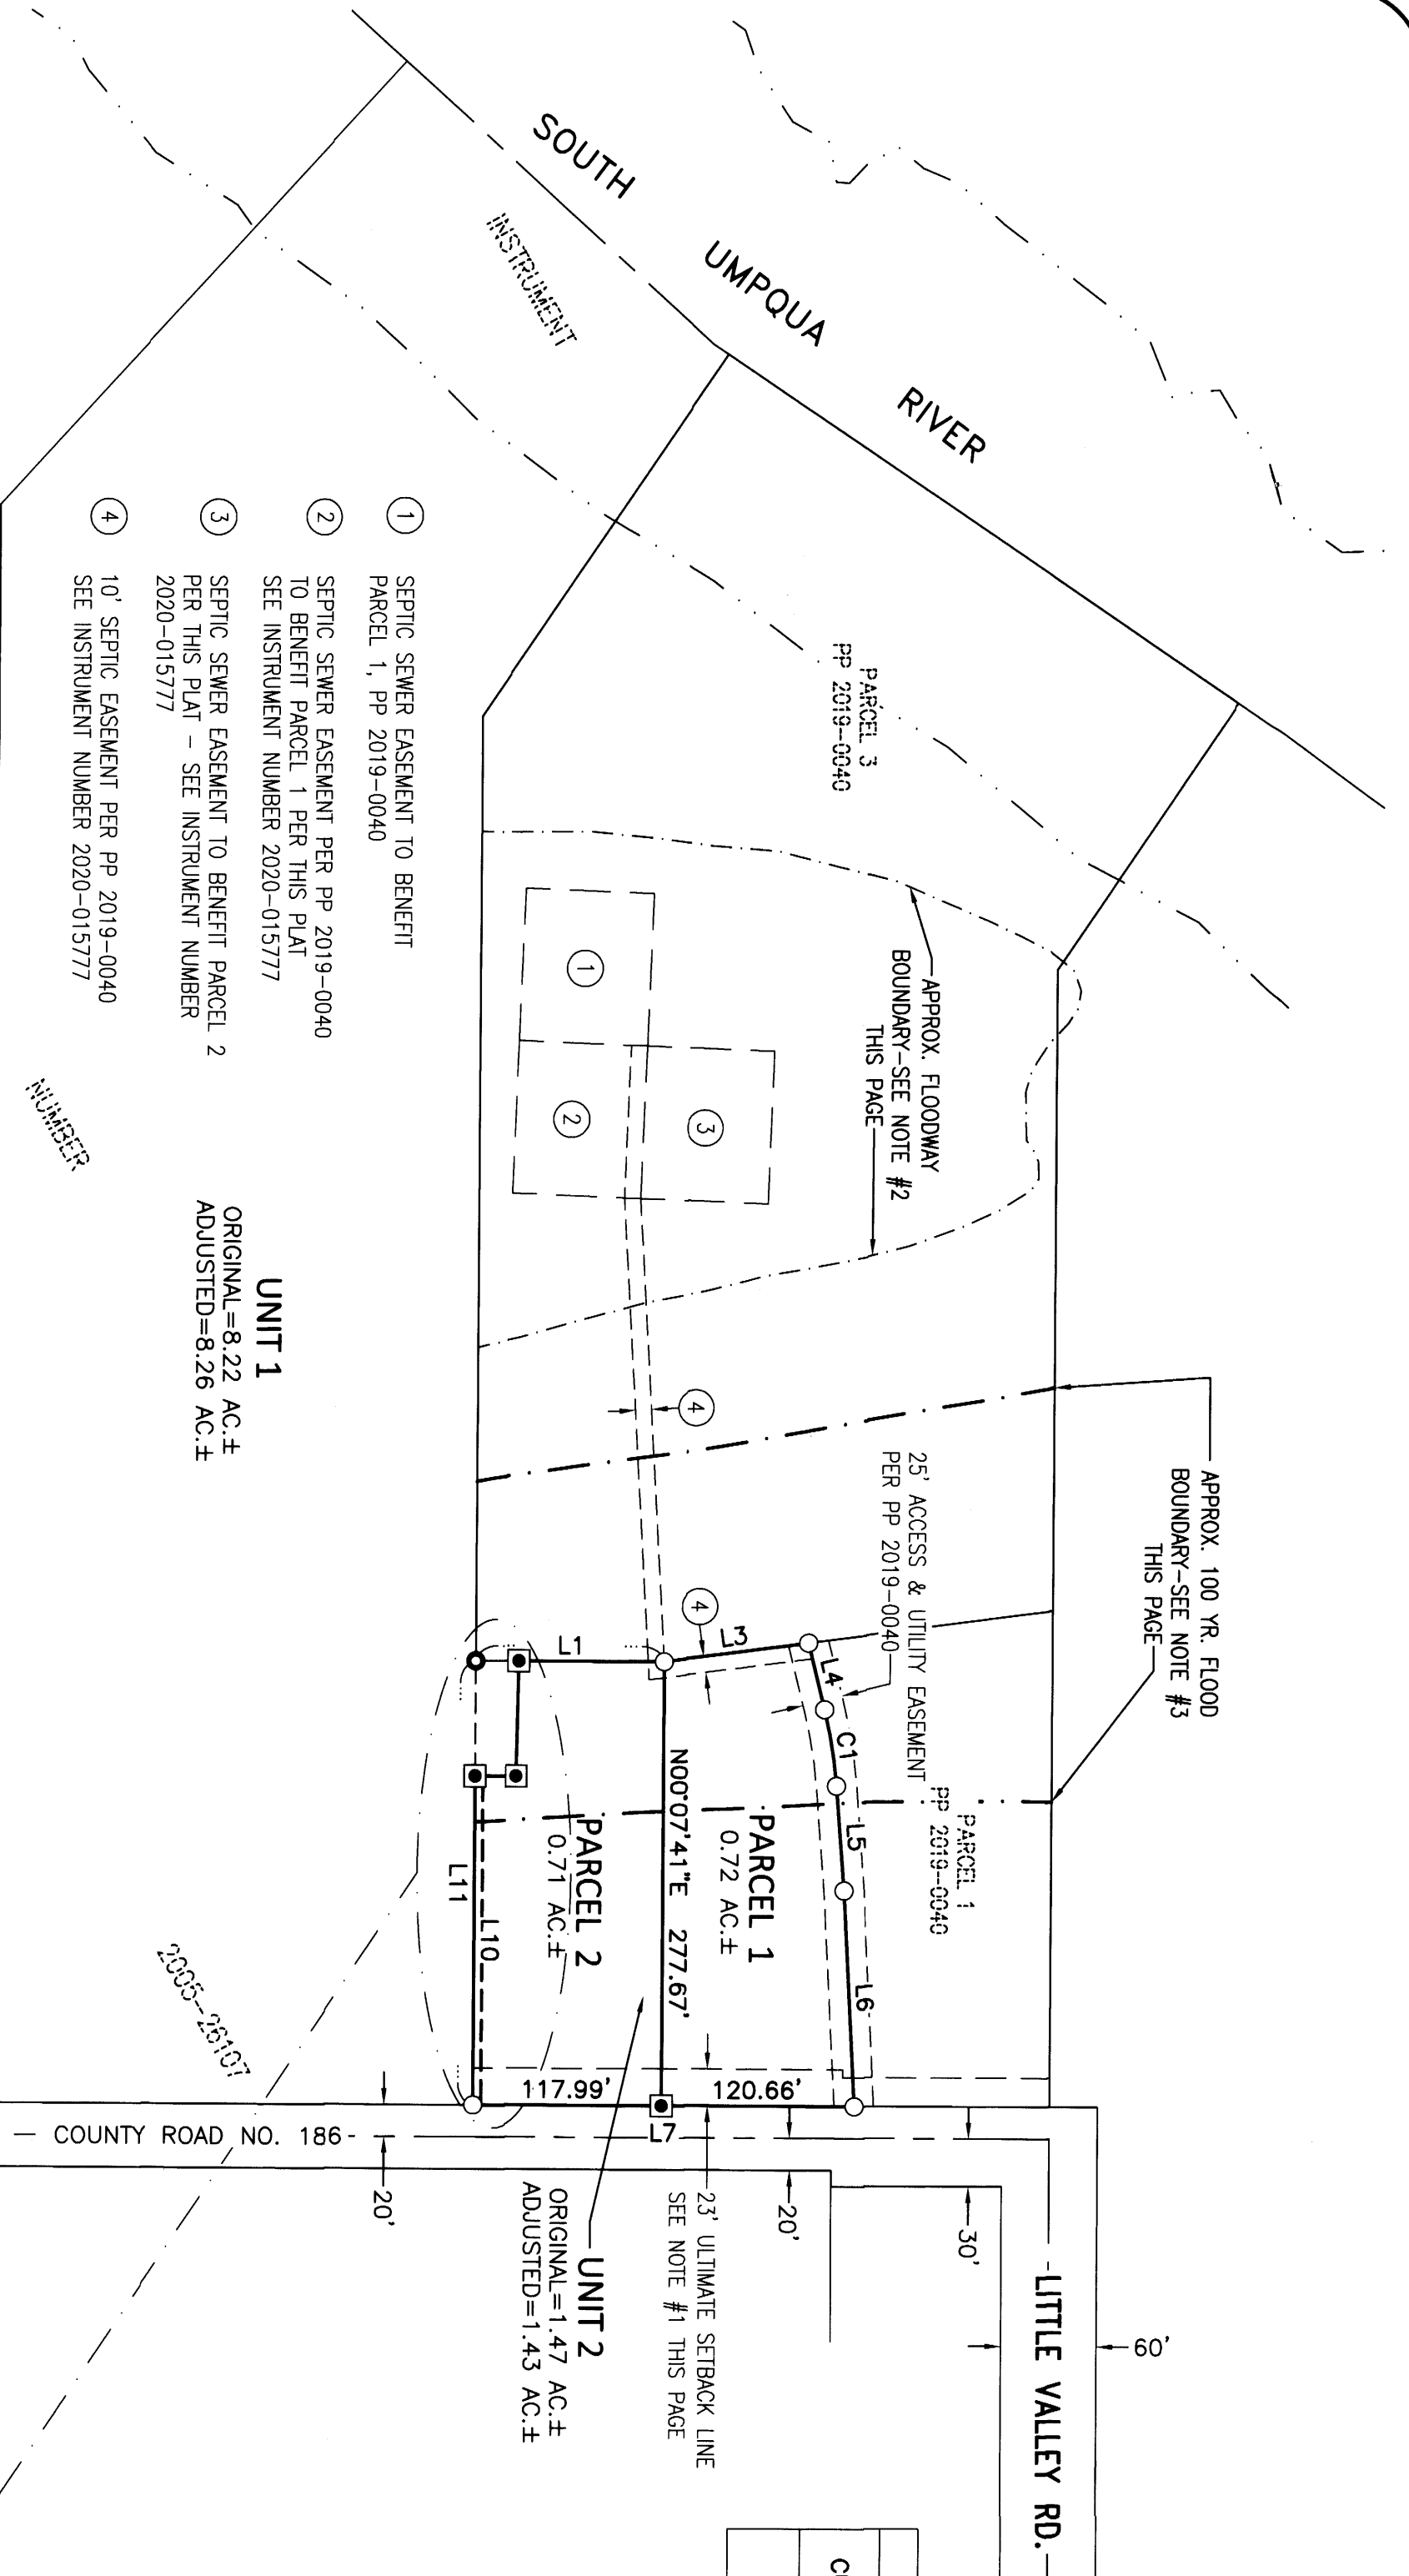 SOUTH
UMPQUA
RIVER
INSTRUMENT
PARCEL 3
PP 2019-0040
APPROX. FLOODWAY
BOUNDARY-SEE NOTE #2
THIS PAGE
APPROX. 100 YR. FLOOD
BOUNDARY-SEE NOTE #3
THIS PAGE
25' ACCESS & UTILITY EASEMENT
PER PP 2019-0040
PARCEL 1
PP 2019-0040
1
2
3
4
4
L1
L3
L4
C1
L5
L6
L7
L10
L11
PARCEL 1
0.72 AC.±
N00°07'41"E 277.67'
PARCEL 2
0.71 AC.±
117.99'
120.66'
1
SEPTIC SEWER EASEMENT TO BENEFIT
PARCEL 1, PP 2019-0040
2
SEPTIC SEWER EASEMENT PER PP 2019-0040
TO BENEFIT PARCEL 1 PER THIS PLAT
SEE INSTRUMENT NUMBER 2020-015777
3
SEPTIC SEWER EASEMENT TO BENEFIT PARCEL 2
PER THIS PLAT - SEE INSTRUMENT NUMBER
2020-015777
4
10' SEPTIC EASEMENT PER PP 2019-0040
SEE INSTRUMENT NUMBER 2020-015777
NUMBER
UNIT 1
ORIGINAL=8.22 AC.±
ADJUSTED=8.26 AC.±
2005-26107
COUNTY ROAD NO. 186
20'
20'
30'
60'
LITTLE VALLEY RD.
23' ULTIMATE SETBACK LINE
SEE NOTE #1 THIS PAGE
UNIT 2
ORIGINAL=1.47 AC.±
ADJUSTED=1.43 AC.±